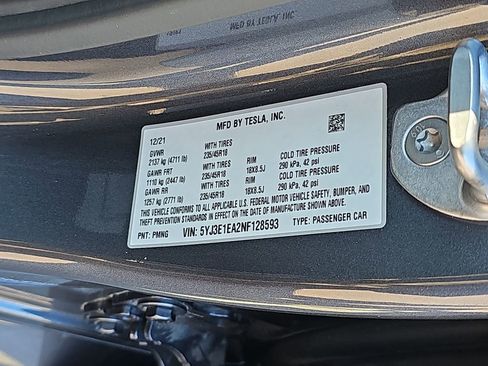 MFD BY TESLA, INC.
12/21
GVWR WITH TIRES RIM COLD TIRE PRESSURE
2137 kg (4711 lb) 235/45R18 18X8.5J 290 kPa, 42 psi
GAWR FRT WITH TIRES RIM COLD TIRE PRESSURE
1110 kg (2447 lb) 235/45R18 18X8.5J 290 kPa, 42 psi
GAWR RR WITH TIRES
1257 kg (2771 lb) 235/45R18
THIS VEHICLE CONFORMS TO ALL APPLICABLE U.S. FEDERAL MOTOR VEHICLE SAFETY, BUMPER, AND
THEFT PREVENTION STANDARDS IN EFFECT ON THE DATE OF MANUFACTURE SHOWN ABOVE.
PNT: PMNG VIN: 5YJ3E1EA2NF128593 TYPE: PASSENGER CAR